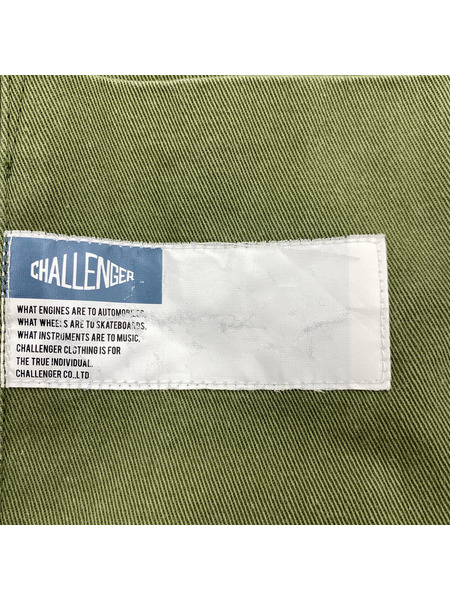 CHALLENGER
WHAT ENGINES ARE TO AUTOMOBILES.
WHAT WHEELS ARE TO SKATEBOARDS.
WHAT INSTRUMENTS ARE TO MUSIC.
CHALLENGER CLOTHING IS FOR
THE TRUE INDIVIDUAL.
CHALLENGER CO.,LTD